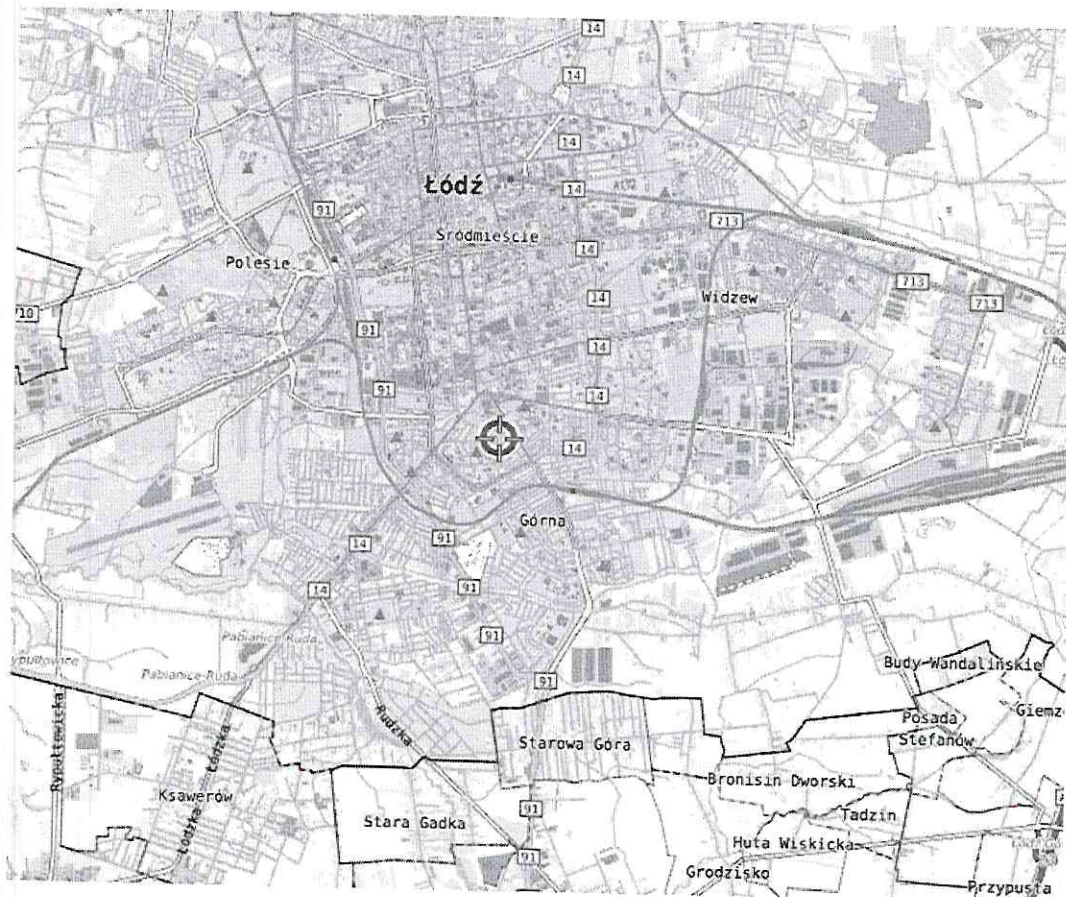 14
14
14
Łódź
14
91
713
Śródmieście
14
Polesie
713
Widzew
14
713
710
91
14
91
14
14
Górna
91
14
91
14
91
Pabianice-Ruda
Pabianice-Ruda
Budy Wandalińskie
91
Rypułtowicka
Łódzka
Rudzka
Posada
Stefanów
Starowa Góra
Bronisin Dworski
Ksawerów
91
Tadzin
Stara Gadka
Łódzka
Huta Wiskicka
91
Grodzisko
Przypusta